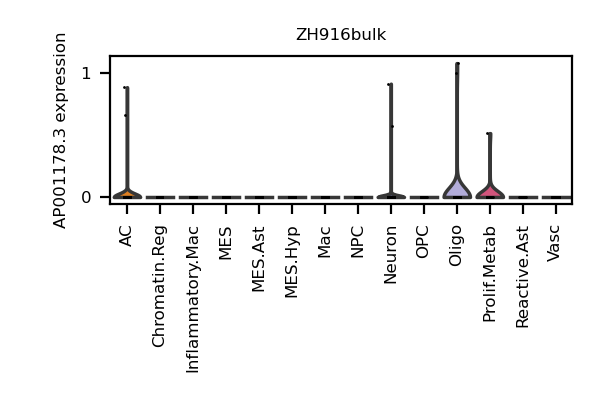 ZH916bulk
AP001178.3 expression
1
0
AC
Chromatin.Reg
Inflammatory.Mac
MES
MES.Ast
MES.Hyp
Mac
NPC
Neuron
OPC
Oligo
Prolif.Metab
Reactive.Ast
Vasc